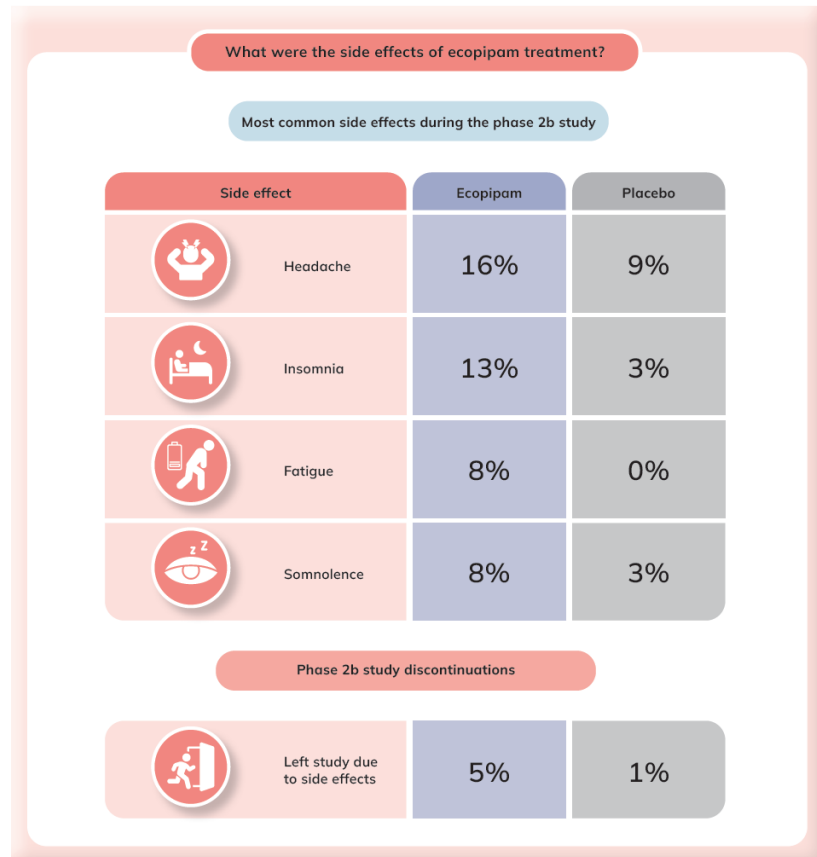 What were the side effects of ecopipam treatment?
Most common side effects during the phase 2b study
Side effect Ecopipam Placebo
Headache 16% 9%
Insomnia 13% 3%
Fatigue 8% 0%
z Z
Somnolence 8% 3%
Phase 2b study discontinuations
Left study due
to side effects 5% 1%